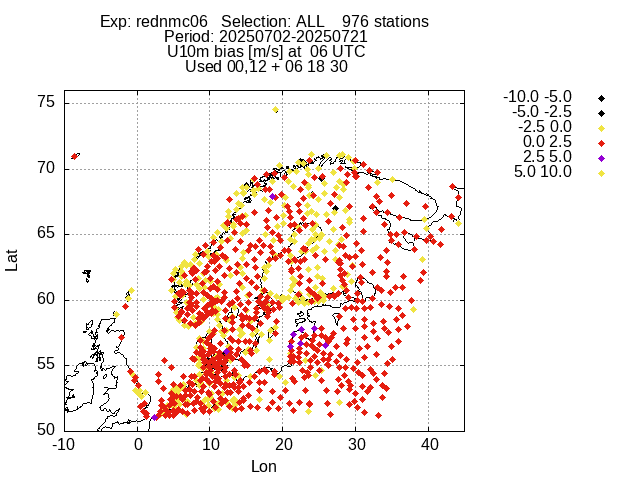 Exp: rednmc06   Selection: ALL    976 stations
Period: 20250702-20250721
U10m bias [m/s] at  06 UTC
Used 00,12 + 06 18 30
-10.0 -5.0
-5.0 -2.5
-2.5 0.0
0.0 2.5
2.5 5.0
5.0 10.0
75
70
65
60
55
50
Lat
-10 0 10 20 30 40
Lon